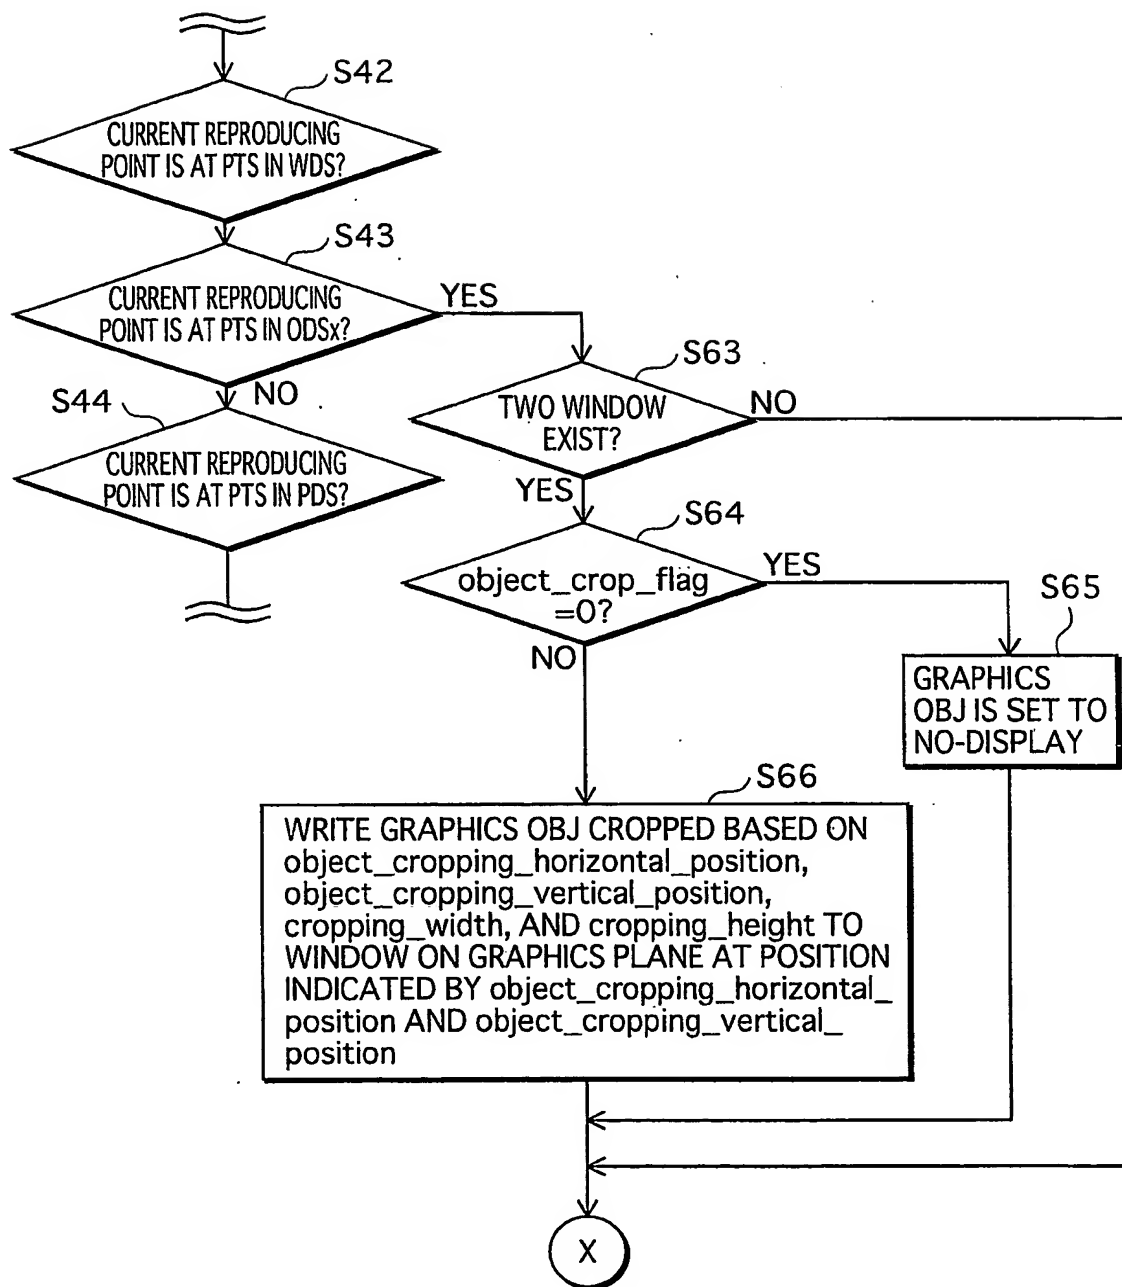 S42
CURRENT REPRODUCING
POINT IS AT PTS IN WDS?
S43
CURRENT REPRODUCING
POINT IS AT PTS IN ODSx?
YES
NO
S44
CURRENT REPRODUCING
POINT IS AT PTS IN PDS?
S63
TWO WINDOW
EXIST?
NO
YES
S64
object_crop_flag
=0?
YES
NO
S65
GRAPHICS
OBJ IS SET TO
NO-DISPLAY
S66
WRITE GRAPHICS OBJ CROPPED BASED ON
object_cropping_horizontal_position,
object_cropping_vertical_position,
cropping_width, AND cropping_height TO
WINDOW ON GRAPHICS PLANE AT POSITION
INDICATED BY object_cropping_horizontal_
position AND object_cropping_vertical_
position
X